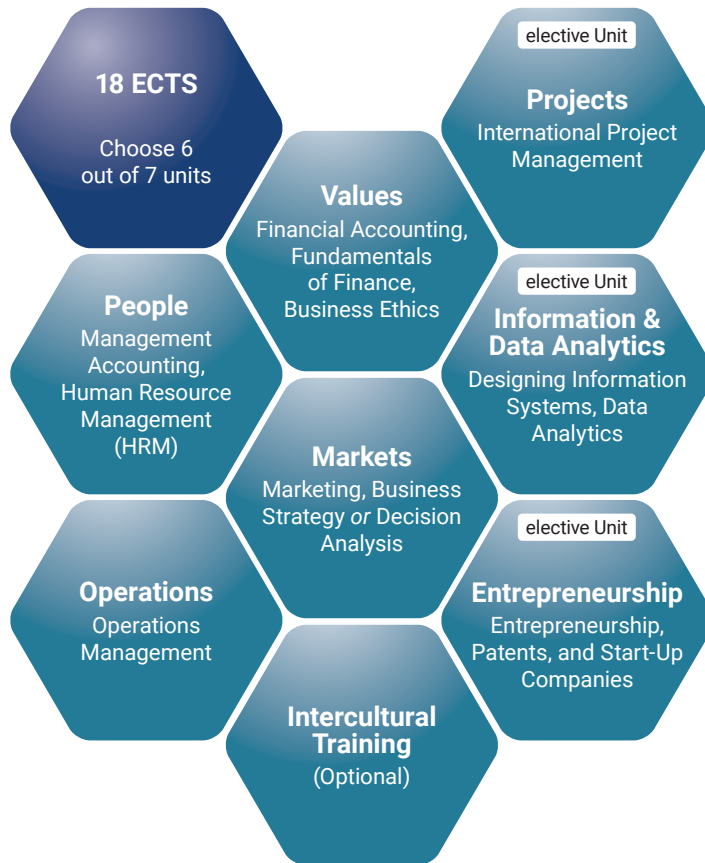 18 ECTS
Choose 6
out of 7 units
elective Unit
Projects
International Project
Management
Values
Financial Accounting,
Fundamentals
of Finance,
Business Ethics
People
Management
Accounting,
Human Resource
Management
(HRM)
elective Unit
Information &
Data Analytics
Designing Information
Systems, Data
Analytics
Markets
Marketing, Business
Strategy or Decision
Analysis
Operations
Operations
Management
elective Unit
Entrepreneurship
Entrepreneurship,
Patents, and Start-Up
Companies
Intercultural
Training
(Optional)